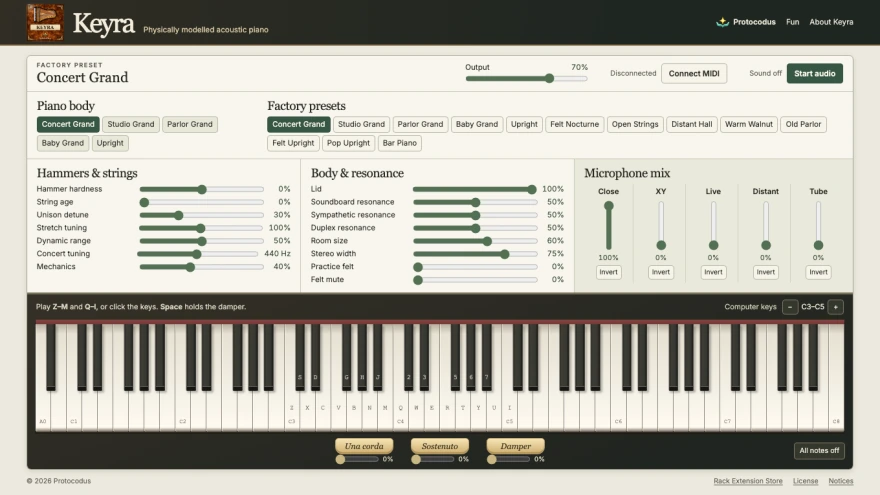 KEYRA
Keyra
Physically modelled acoustic piano
Protocodus
Fun
About Keyra
FACTORY PRESET
Concert Grand
Output 70%
Disconnected
Connect MIDI
Sound off
Start audio
Piano body
Concert Grand
Studio Grand
Parlor Grand
Baby Grand
Upright
Factory presets
Concert Grand
Studio Grand
Parlor Grand
Baby Grand
Upright
Felt Nocturne
Open Strings
Distant Hall
Warm Walnut
Old Parlor
Felt Upright
Pop Upright
Bar Piano
Hammers & strings
Hammer hardness 0%
String age 0%
Unison detune 30%
Stretch tuning 100%
Dynamic range 50%
Concert tuning 440 Hz
Mechanics 40%
Body & resonance
Lid 100%
Soundboard resonance 50%
Sympathetic resonance 50%
Duplex resonance 50%
Room size 60%
Stereo width 75%
Practice felt 0%
Felt mute 0%
Microphone mix
Close XY Live Distant Tube
100% 0% 0% 0% 0%
Invert Invert Invert Invert Invert
Play Z–M and Q–I, or click the keys. Space holds the damper.
Computer keys − C3–C5 +
S D G H J 2 3 5 6 7
Z X C V B N M Q W E R T Y U I
A0 C1 C2 C3 C4 C5 C6 C7 C8
Una corda
0%
Sostenuto
0%
Damper
0%
All notes off
© 2026 Protocodus
Rack Extension Store
License
Notices